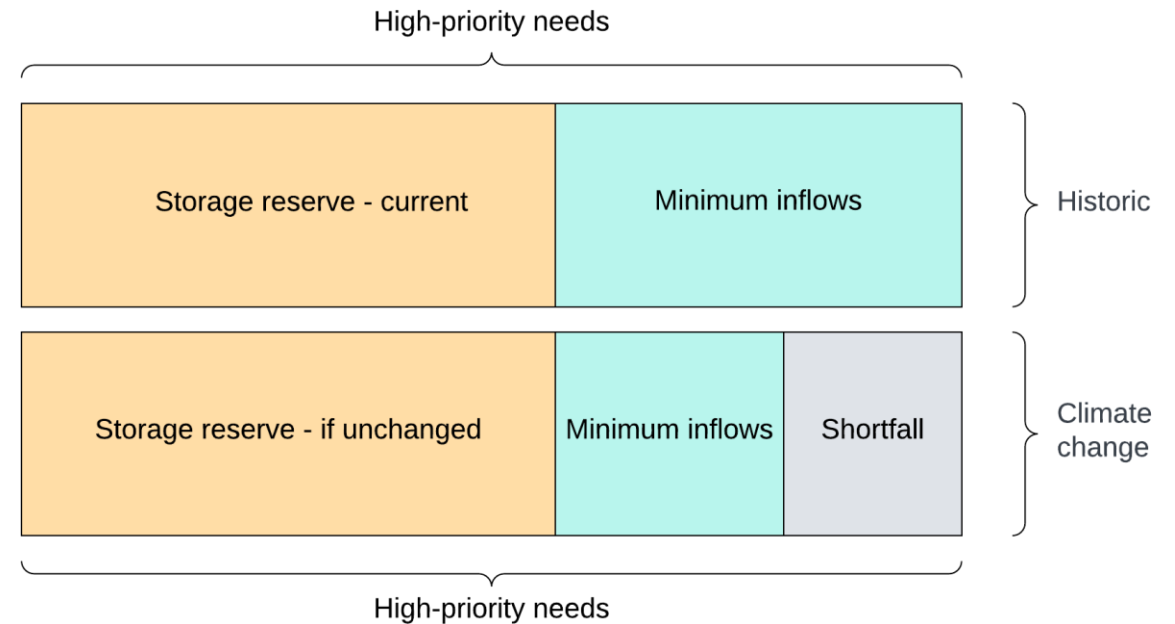 High-priority needs
Storage reserve - current
Minimum inflows
Historic
Storage reserve - if unchanged
Minimum inflows
Shortfall
Climate
change
High-priority needs